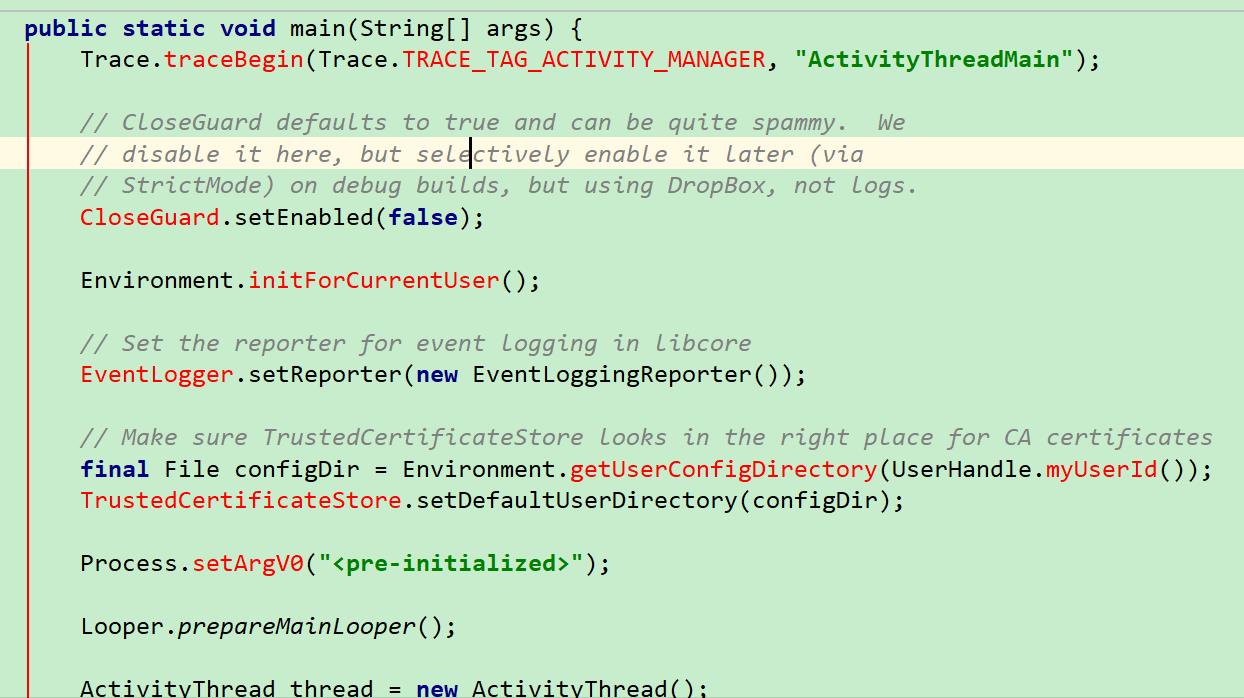 public static void main(String[] args) {
    Trace.traceBegin(Trace.TRACE_TAG_ACTIVITY_MANAGER, "ActivityThreadMain");
    // CloseGuard defaults to true and can be quite spammy.  We
    // disable it here, but selectively enable it later (via
    // StrictMode) on debug builds, but using DropBox, not logs.
    CloseGuard.setEnabled(false);
    Environment.initForCurrentUser();
    // Set the reporter for event logging in libcore
    EventLogger.setReporter(new EventLoggingReporter());
    // Make sure TrustedCertificateStore looks in the right place for CA certificates
    final File configDir = Environment.getUserConfigDirectory(UserHandle.myUserId());
    TrustedCertificateStore.setDefaultUserDirectory(configDir);
    Process.setArgV0("<pre-initialized>");
    Looper.prepareMainLooper();
    ActivityThread thread = new ActivityThread();